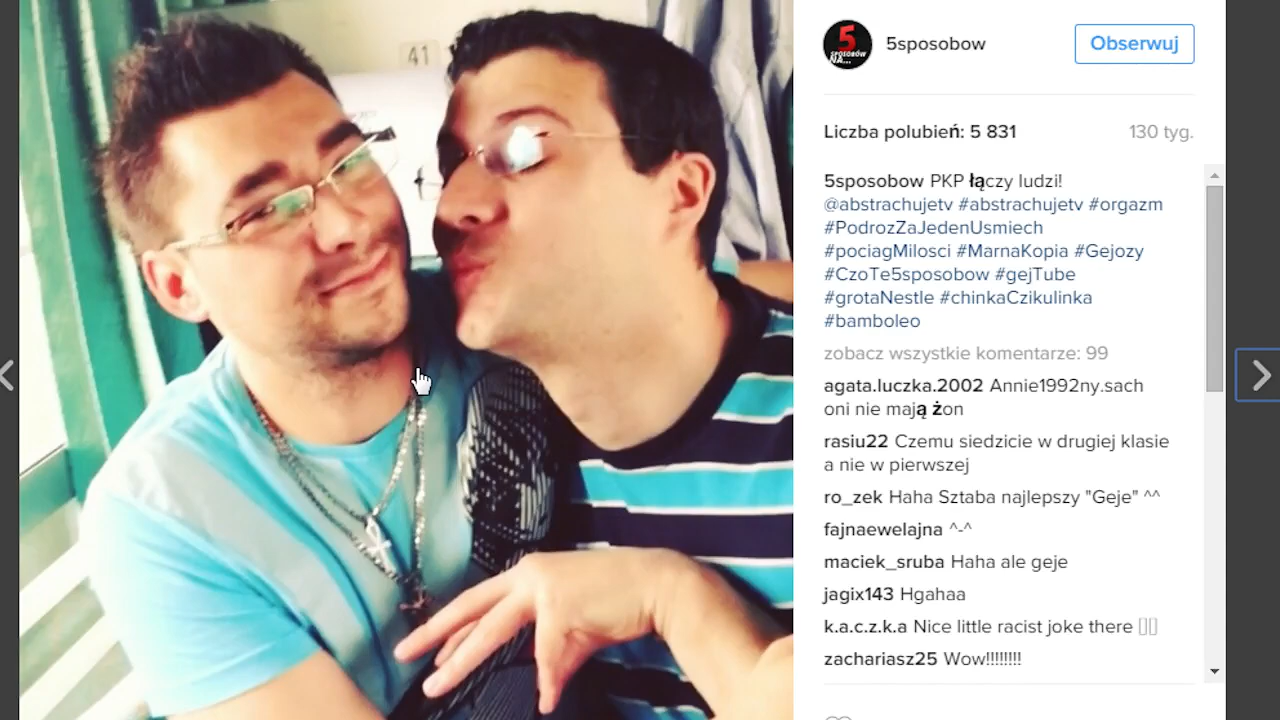 41
5
SPOSOBÓW
NA...
5sposobow
Obserwuj
Liczba polubień: 5 831
130 tyg.
5sposobow PKP łączy ludzi!
@abstrachujetv #abstrachujetv #orgazm
#PodrozZaJedenUsmiech
#pociagMilosci #MarnaKopia #Gejozy
#CzoTe5sposobow #gejTube
#grotaNestle #chinkaCzikulinka
#bamboleo
zobacz wszystkie komentarze: 99
agata.luczka.2002 Annie1992ny.sach
oni nie mają żon
rasiu22 Czemu siedzicie w drugiej klasie
a nie w pierwszej
ro_zek Haha Sztaba najlepszy "Geje" ^^
fajnaewelajna ^-^
maciek_sruba Haha ale geje
jagix143 Hgahaa
k.a.c.z.k.a Nice little racist joke there
zachariasz25 Wow!!!!!!!!